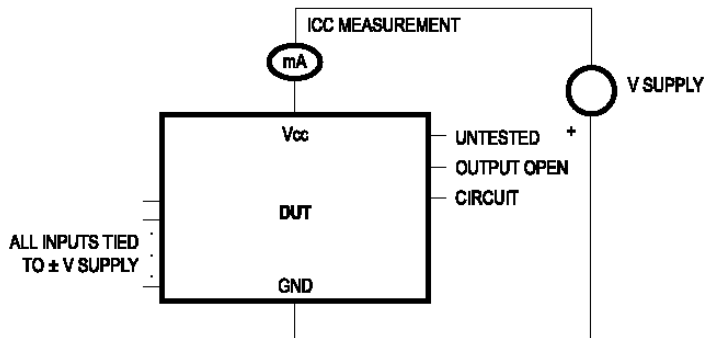 ICC MEASUREMENT
mA
V SUPPLY
+
Vcc
UNTESTED
OUTPUT OPEN
CIRCUIT
DUT
ALL INPUTS TIED
TO ± V SUPPLY
GND